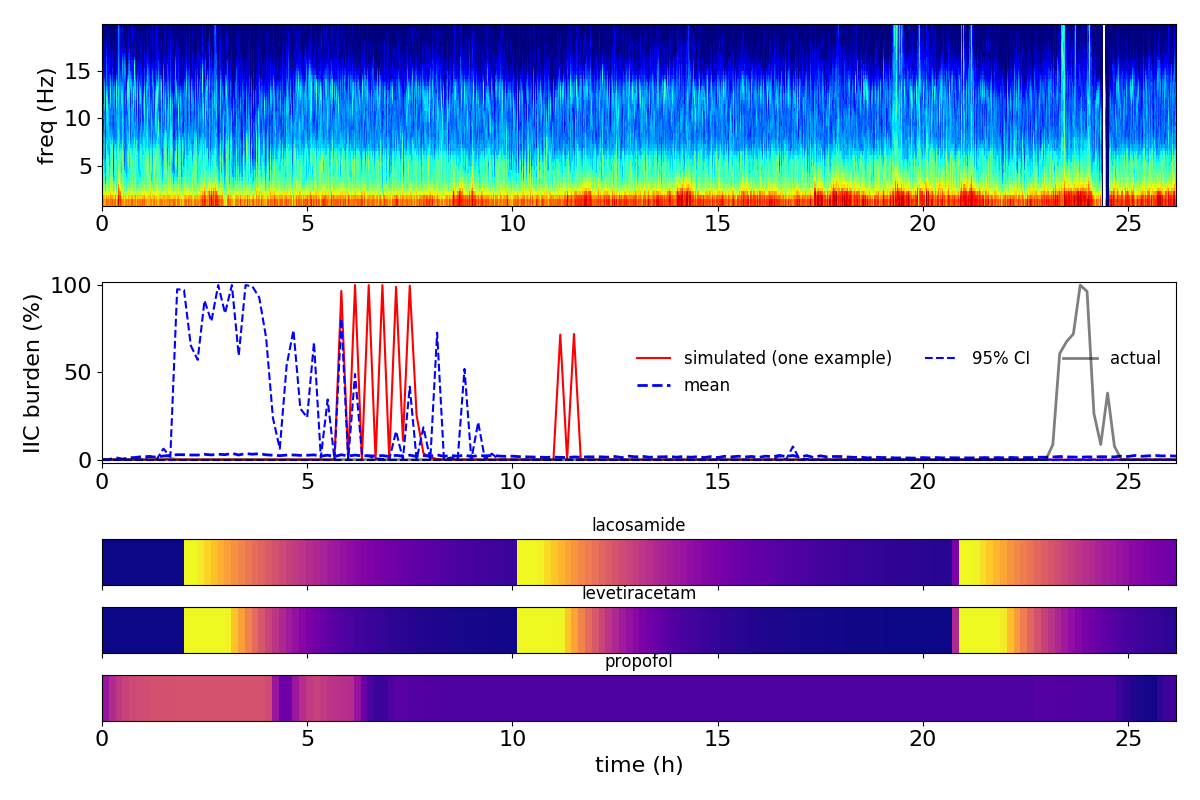 freq (Hz)
15
10
5
0 5 10 15 20 25
IIC burden (%)
100
50
0
simulated (one example) 95% CI actual
mean
0 5 10 15 20 25
lacosamide
levetiracetam
propofol
0 5 10 15 20 25
time (h)